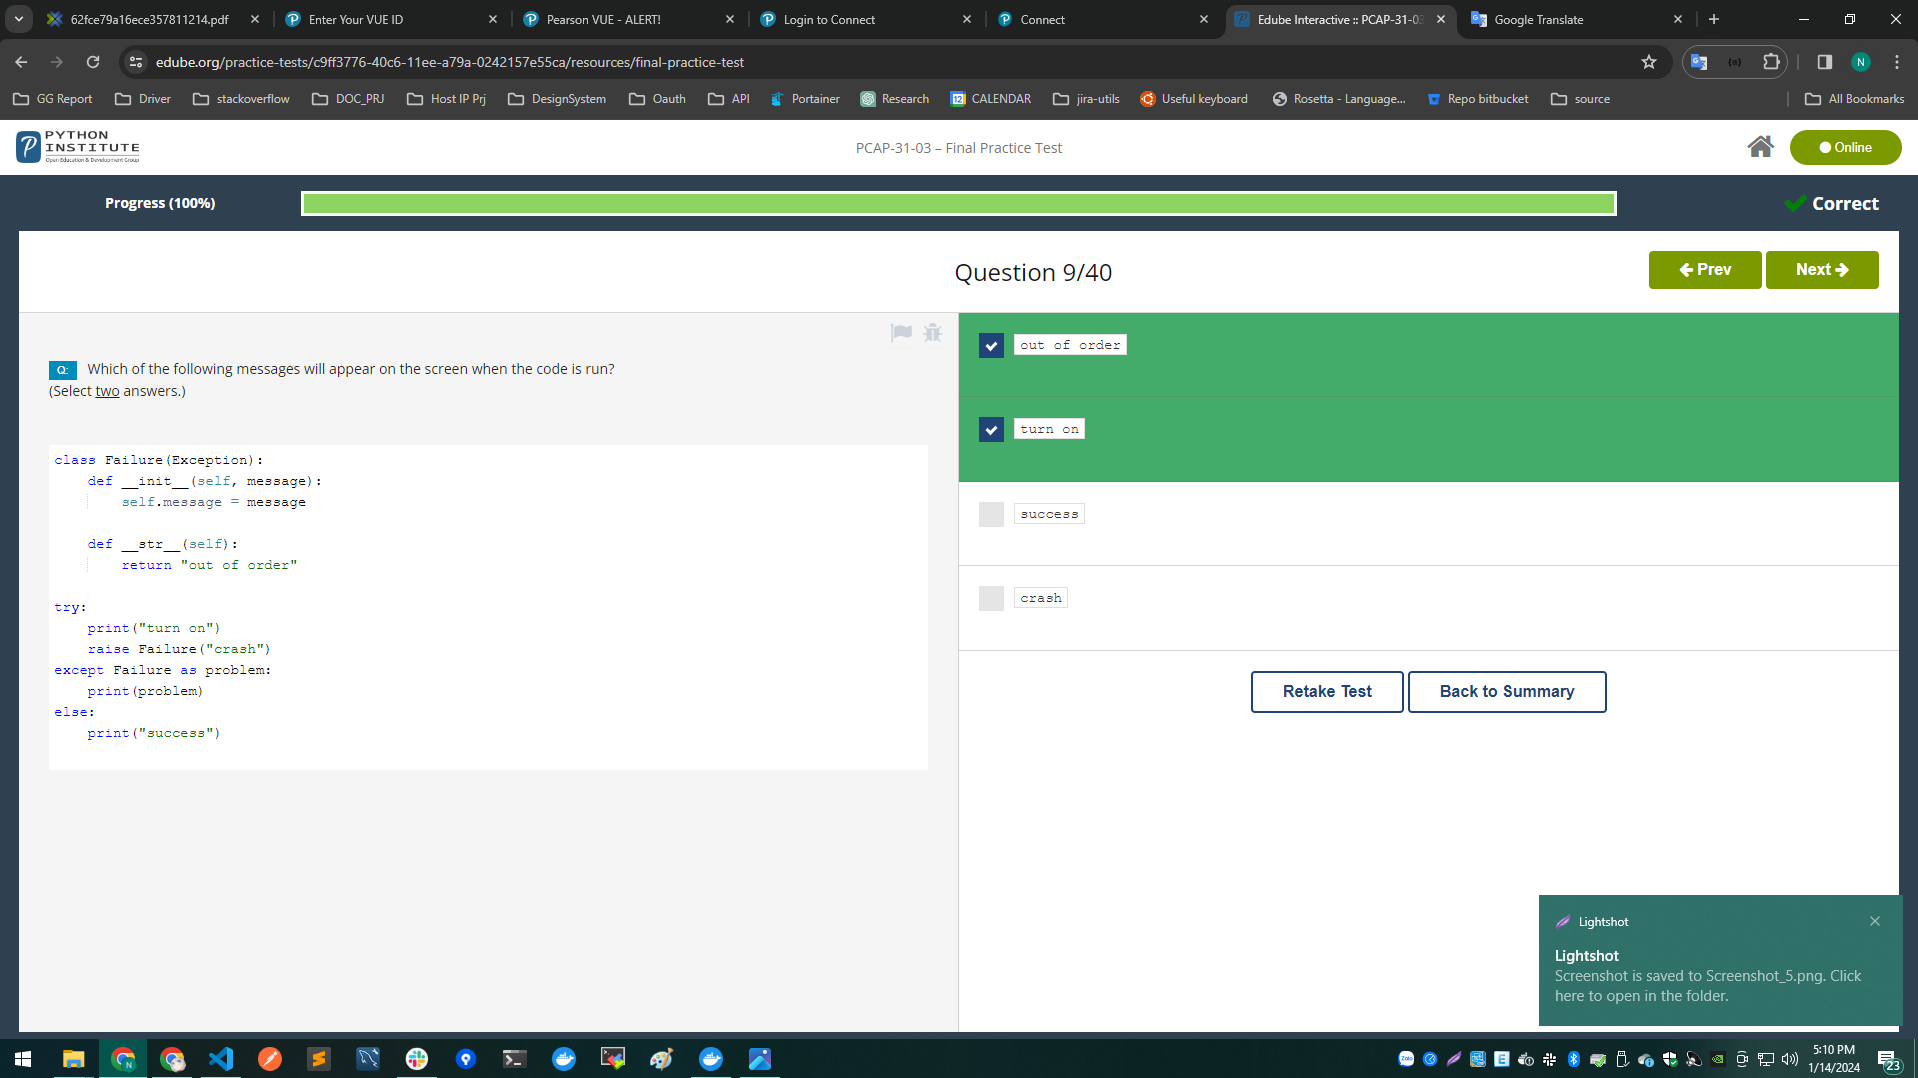 62fce79a16ece357811214.pdf
Enter Your VUE ID
Pearson VUE - ALERT!
Login to Connect
Connect
Edube Interactive :: PCAP-31-03
Google Translate
edube.org/practice-tests/c9ff3776-40c6-11ee-a79a-0242157e55ca/resources/final-practice-test
N
GG Report
Driver
stackoverflow
DOC_PRJ
Host IP Prj
DesignSystem
Oauth
API
Portainer
Research
12
CALENDAR
jira-utils
Useful keyboard
Rosetta - Language...
Repo bitbucket
source
All Bookmarks
PYTHON
INSTITUTE
Open Education & Development Group
PCAP-31-03 – Final Practice Test
Online
Progress (100%)
Correct
Question 9/40
Prev
Next
Q: Which of the following messages will appear on the screen when the code is run?
(Select two answers.)
class Failure(Exception):
    def __init__(self, message):
        self.message = message
    def __str__(self):
        return "out of order"
try:
    print("turn on")
    raise Failure("crash")
except Failure as problem:
    print(problem)
else:
    print("success")
out of order
turn on
success
crash
Retake Test
Back to Summary
Lightshot
Lightshot
Screenshot is saved to Screenshot_5.png. Click
here to open in the folder.
N
Zalo
E
5:10 PM
1/14/2024
23